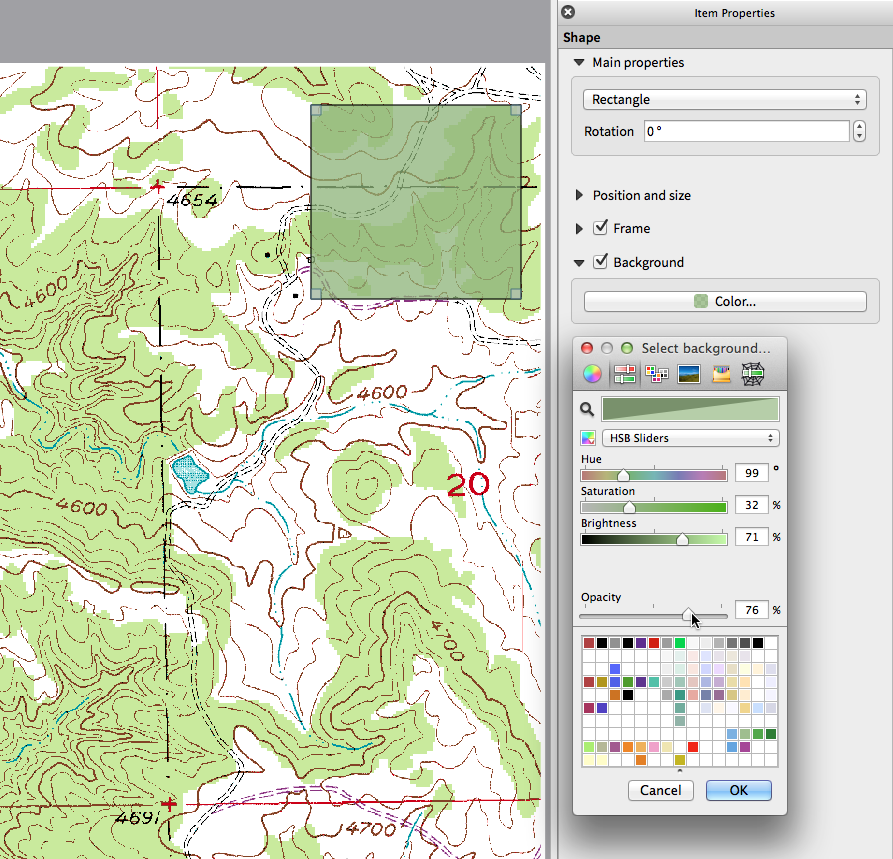 Item Properties
Shape
Main properties
Rectangle
Rotation 0 °
Position and size
Frame
Background
Color...
Select background...
HSB Sliders
Hue
99 °
Saturation
32 %
Brightness
71 %
Opacity
76 %
Cancel OK
4654
4600
4600
20
4600
4700
4697
4700